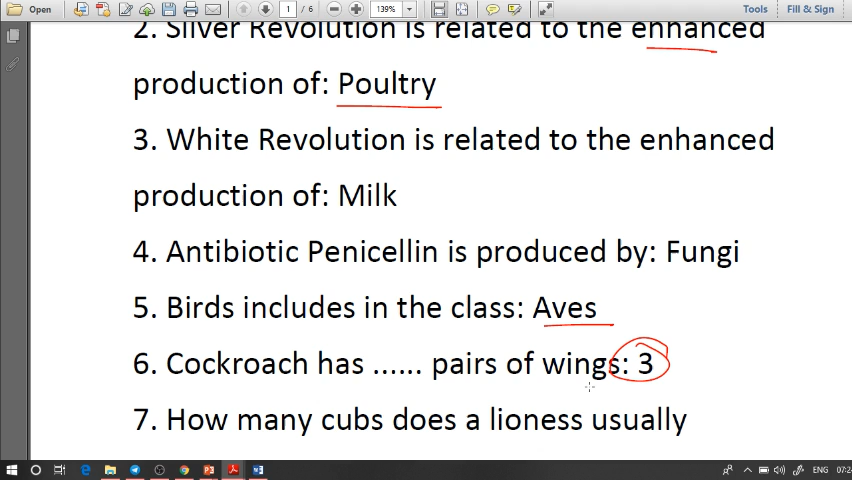 Open
1 / 6
139%
Tools
Fill & Sign
2. Silver Revolution is related to the enhanced
production of: Poultry
3. White Revolution is related to the enhanced
production of: Milk
4. Antibiotic Penicellin is produced by: Fungi
5. Birds includes in the class: Aves
6. Cockroach has ...... pairs of wings: 3
7. How many cubs does a lioness usually
ENG